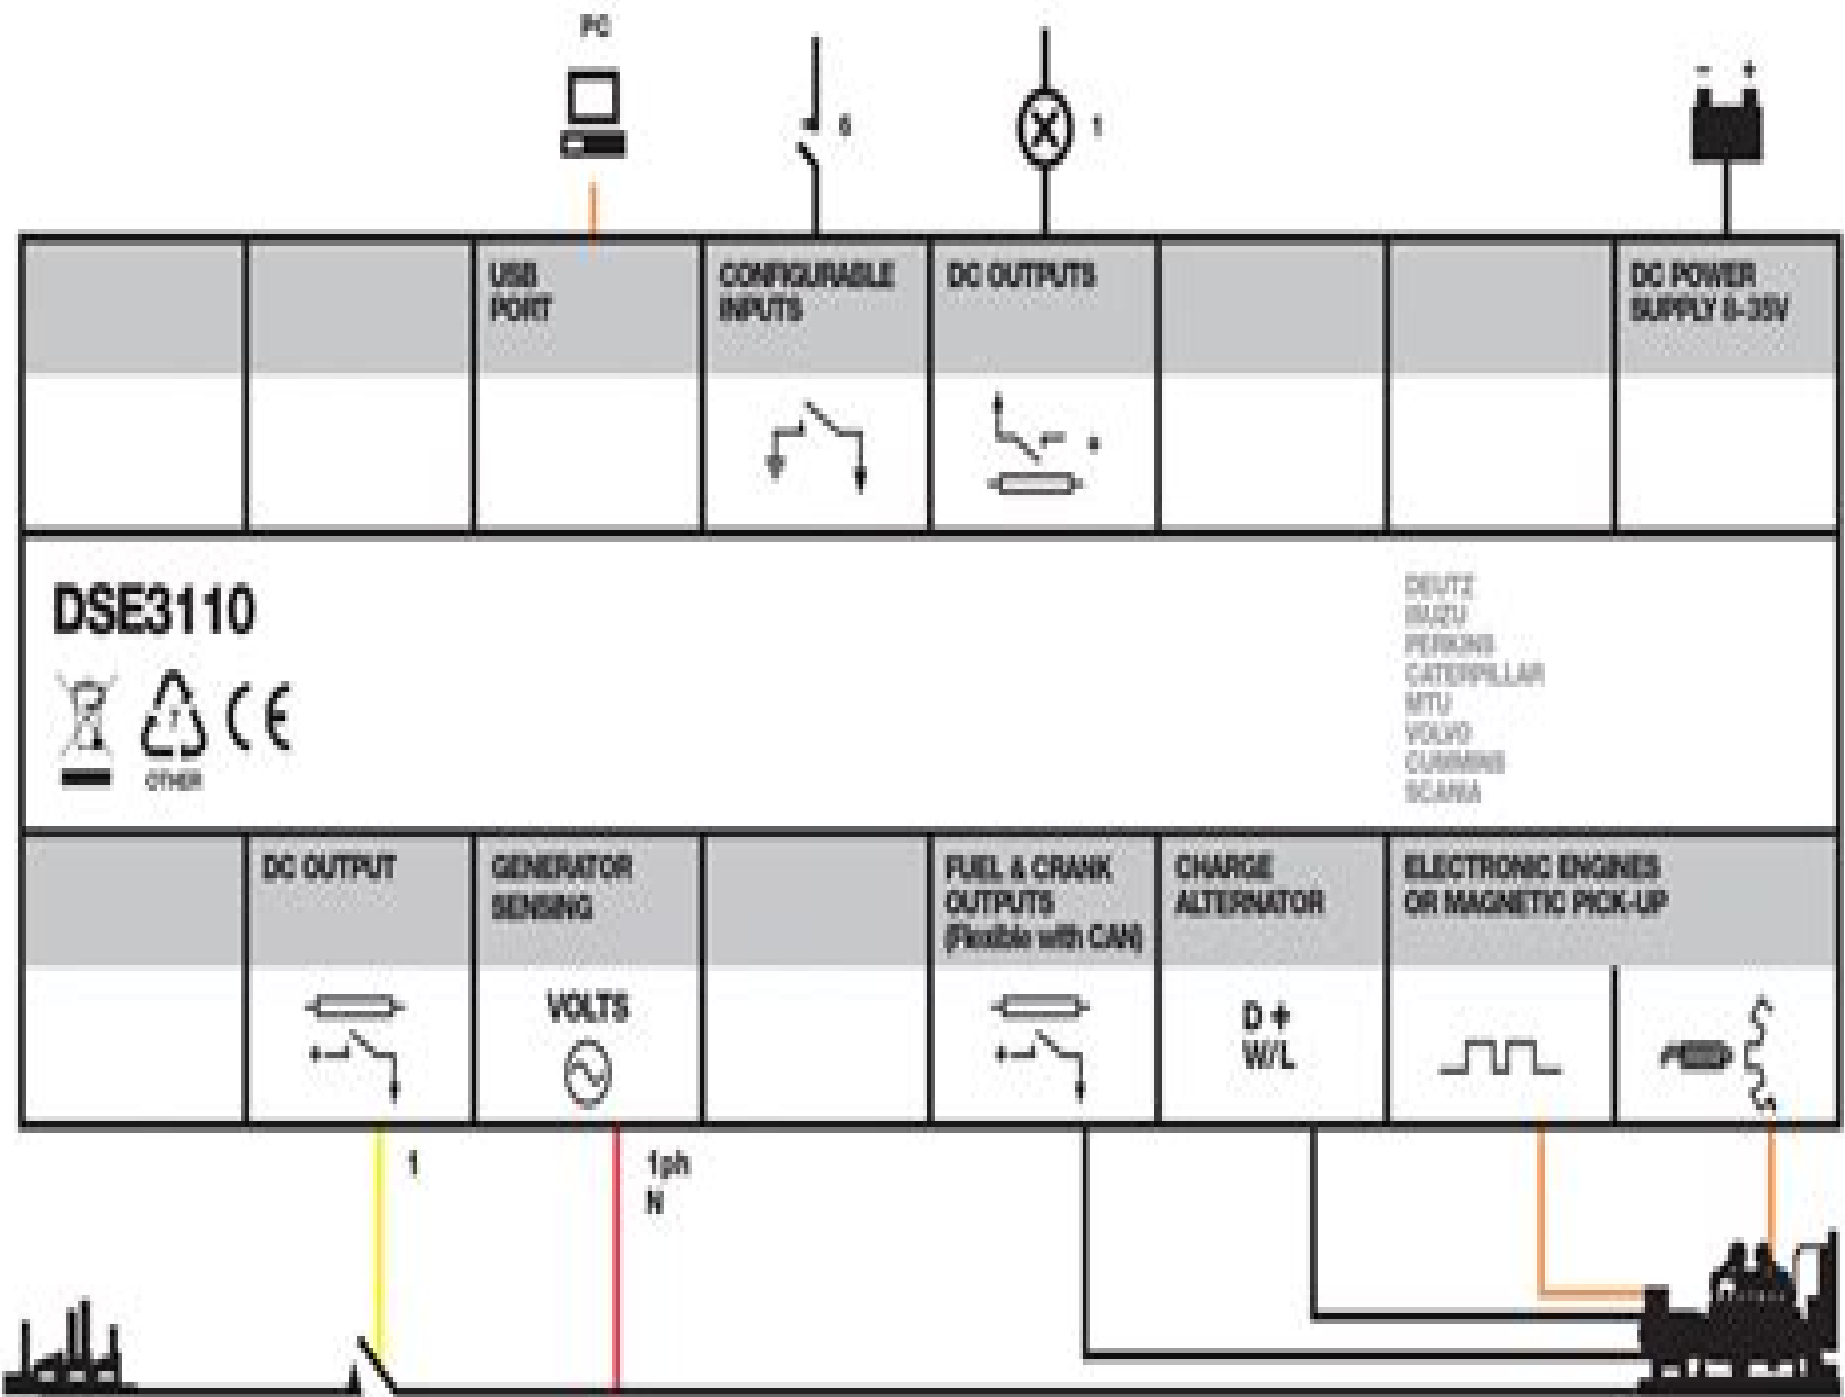 PC
6
1
- +
USB
PORT
CONFIGURABLE
INPUTS
DC OUTPUTS
DC POWER
SUPPLY 8-35V
+
DSE3110
DEUTZ
ISUZU
PERKINS
CATERPILLAR
MTU
VOLVO
CUMMINS
SCANIA
7
CE
OTHER
DC OUTPUT
GENERATOR
SENSING
FUEL & CRANK
OUTPUTS
(Flexible with CAN)
CHARGE
ALTERNATOR
ELECTRONIC ENGINES
OR MAGNETIC PICK-UP
VOLTS
D +
W/L
1
1ph
N